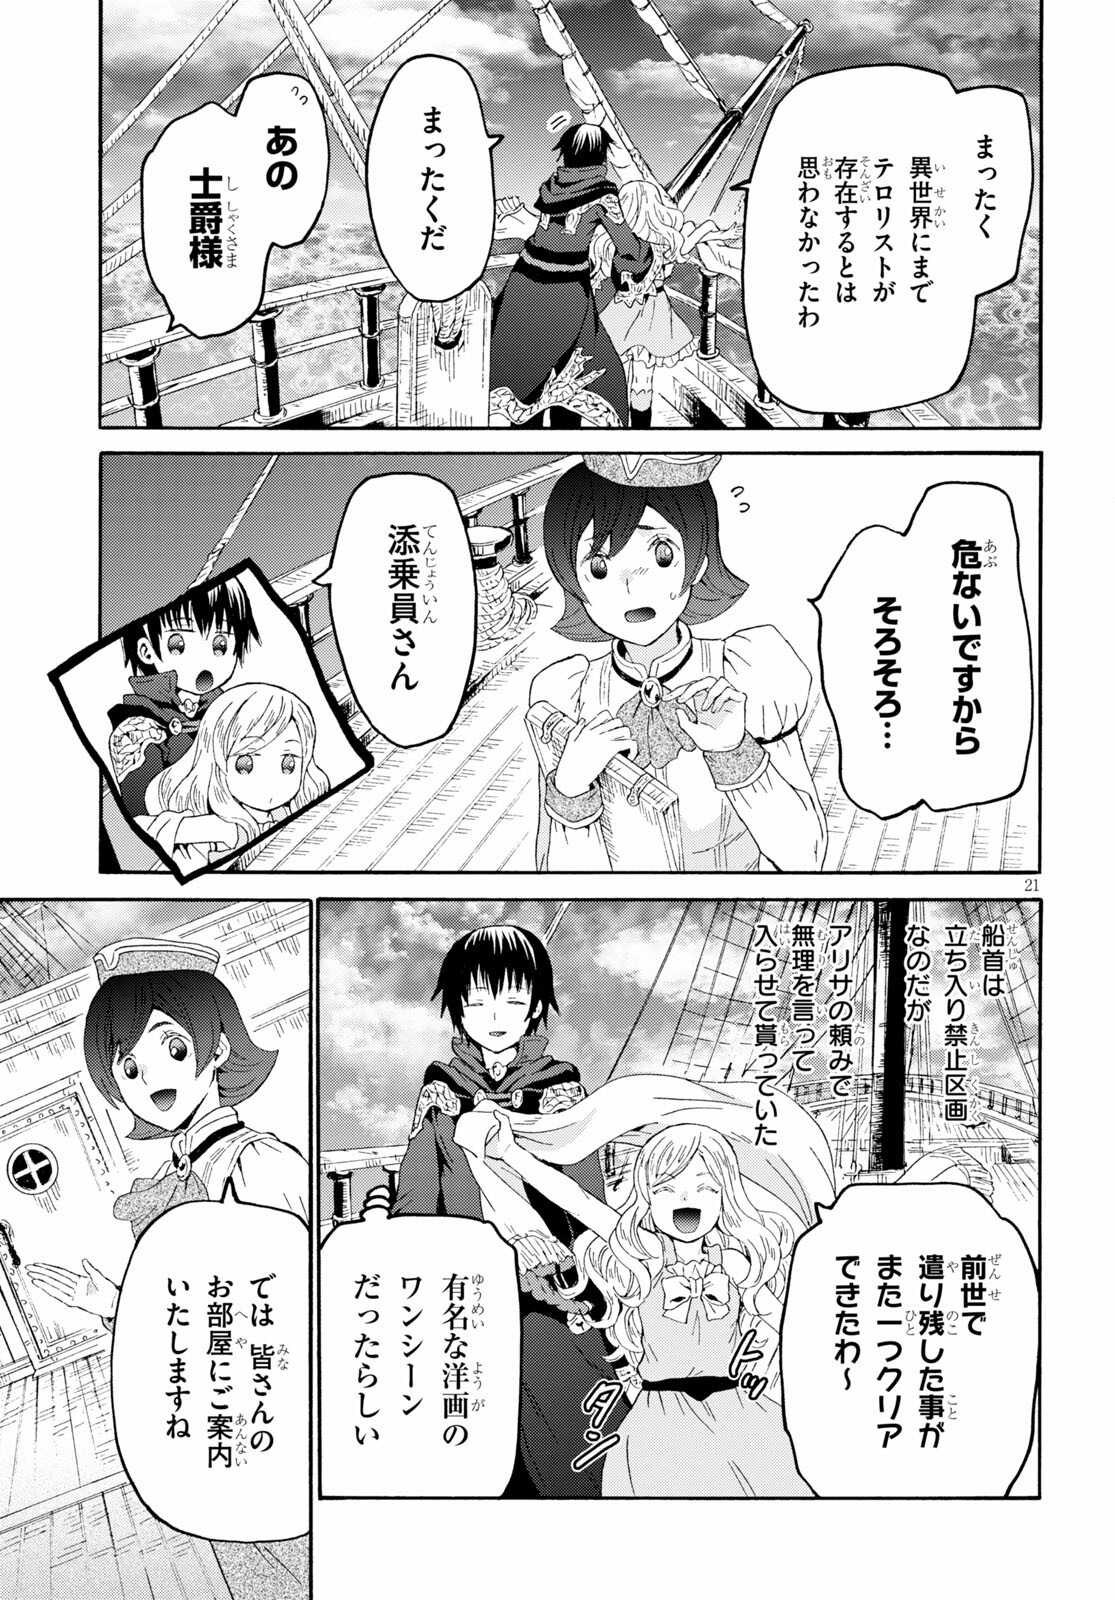 まったく
異世界にまで
テロリストが
存在するとは
思わなかったわ
まったくだ
あの
士爵様
危ないですから
そろそろ…
添乗員さん
21
船首は
立ち入り禁止区画
なのだが
アリサの頼みで
無理を言って
入らせて貰っていた
前世で
遣り残した事が
また一つクリア
できたわ～
トッ
タンッ
有名な洋画の
ワンシーン
だったらしい
では 皆さんの
お部屋にご案内
いたしますね